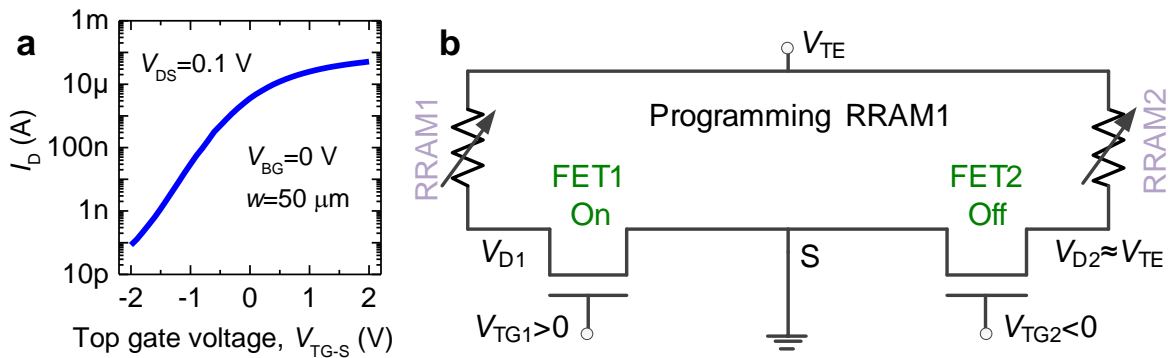 a
1m
10µ
100n
1n
10p
I_D (A)
V_DS=0.1 V
V_BG=0 V
w=50 µm
-2
-1
0
1
2
Top gate voltage, V_TG-S (V)
b
V_TE
RRAM1
Programming RRAM1
RRAM2
FET1
On
FET2
Off
V_D1
S
V_D2≈V_TE
V_TG1>0
V_TG2<0